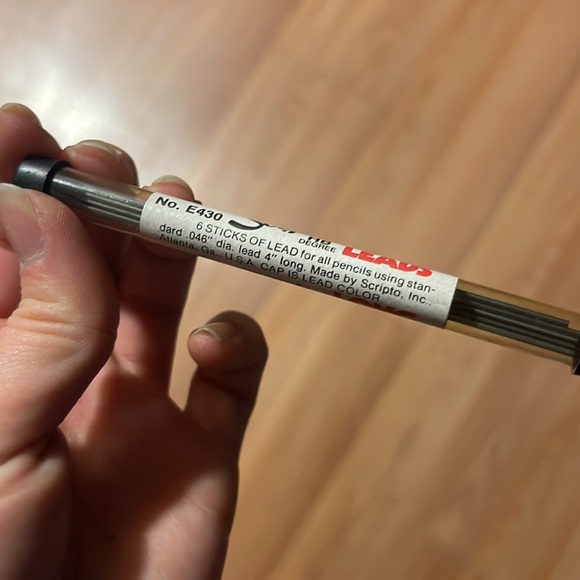 No. E430
DEGREE LEADS
6 STICKS OF LEAD for all pencils using stan-
dard .046" dia. lead 4" long. Made by Scripto, Inc.,
Atlanta, Ga. U.S.A. CAP IS LEAD COLOR.
LONG